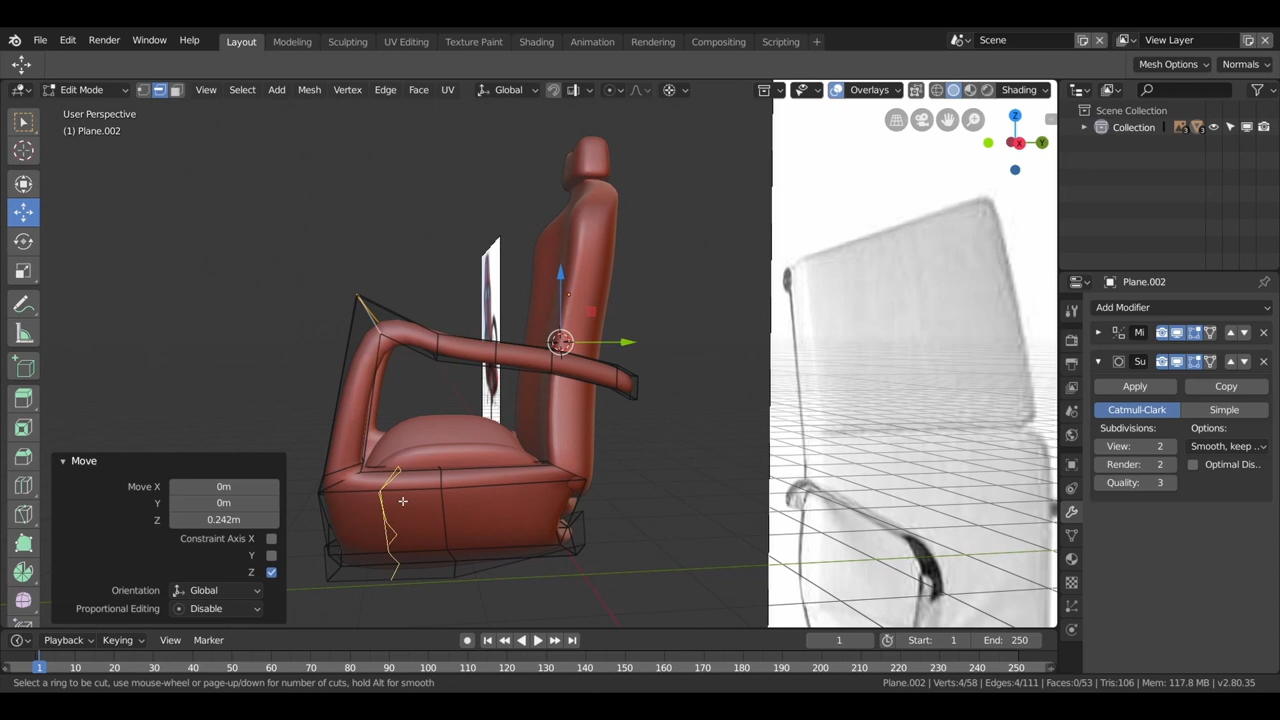 File Edit Render Window Help Layout Modeling Sculpting UV Editing Texture Paint Shading Animation Rendering Compositing Scripting + Scene View Layer
Mesh Options Normals
Edit Mode View Select Add Mesh Vertex Edge Face UV Global Overlays Shading
User Perspective
(1) Plane.002
Scene Collection
Collection 3 3
Z
X
Y
Plane.002
Add Modifier
Mi
Su
Apply Copy
Catmull-Clark Simple
Subdivisions: Options:
View: 2 Smooth, keep ..
Render: 2 Optimal Dis..
Quality: 3
Move
Move X 0m
Y 0m
Z 0.242m
Constraint Axis X
Y
Z
Orientation Global
Proportional Editing Disable
Playback Keying View Marker 1 Start: 1 End: 250
1 10 20 30 40 50 60 70 80 90 100 110 120 130 140 150 160 170 180 190 200 210 220 230 240 250
Select a ring to be cut, use mouse-wheel or page-up/down for number of cuts, hold Alt for smooth Plane.002 | Verts:4/58 | Edges:4/111 | Faces:0/53 | Tris:106 | Mem: 117.8 MB | v2.80.35